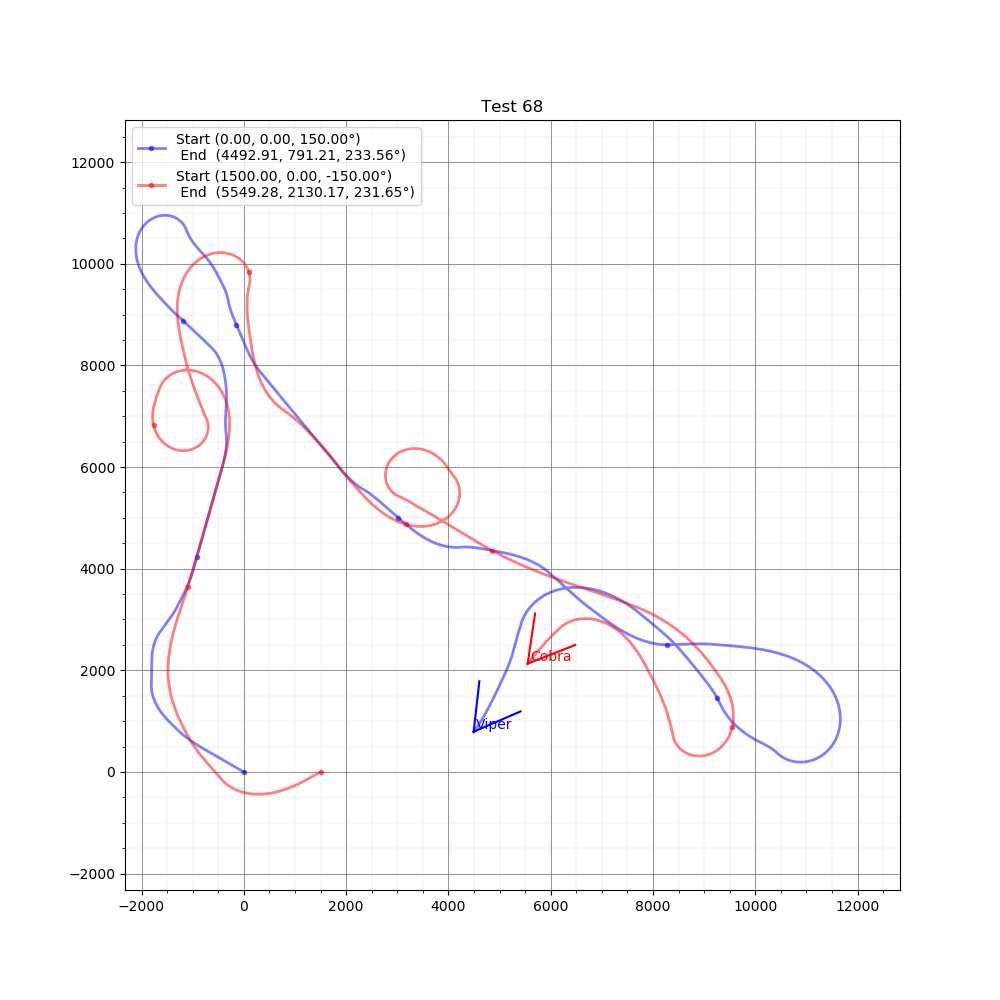 Test 68
Start (0.00, 0.00, 150.00°)
End (4492.91, 791.21, 233.56°)
Start (1500.00, 0.00, -150.00°)
End (5549.28, 2130.17, 231.65°)
12000
10000
8000
6000
4000
2000
0
−2000
Cobra
Viper
−2000 0 2000 4000 6000 8000 10000 12000